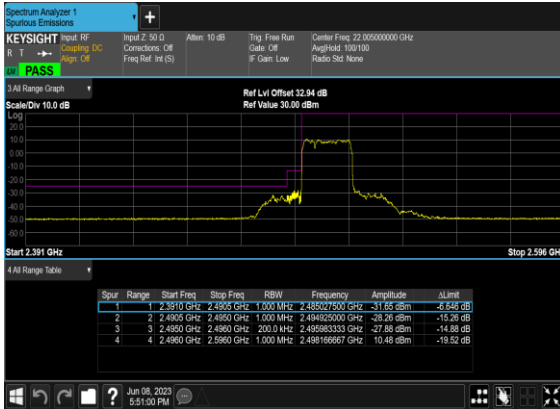 Spectrum Analyzer 1
Spurious Emissions
KEYSIGHT Input: RF Input Z: 50 Ω Atten: 10 dB Trig: Free Run Center Freq: 22.005000000 GHz
R T Coupling: DC Corrections: Off Gate: Off Avg|Hold: 100/100
Align: Off Freq Ref: Int (S) IF Gain: Low Radio Std: None
PASS
3 All Range Graph
Ref Lvl Offset 32.94 dB
Scale/Div 10.0 dB Ref Value 30.00 dBm
Log
20.0
10.0
0.00
-10.0
-20.0
-30.0
-40.0
-50.0
-60.0
Start 2.391 GHz Stop 2.596 GH
4 All Range Table
Spur Range Start Freq Stop Freq RBW Frequency Amplitude ΔLimit
1 1 2.3910 GHz 2.4905 GHz 1.000 MHz 2.485027500 GHz -31.65 dBm -6.646 dB
2 2 2.4905 GHz 2.4950 GHz 1.000 MHz 2.494925000 GHz -28.26 dBm -15.26 dB
3 3 2.4950 GHz 2.4960 GHz 200.0 kHz 2.495983333 GHz -27.88 dBm -14.88 dB
4 4 2.4960 GHz 2.5960 GHz 1.000 MHz 2.498166667 GHz 10.48 dBm -19.52 dB
Jun 08, 2023
5:51:00 PM